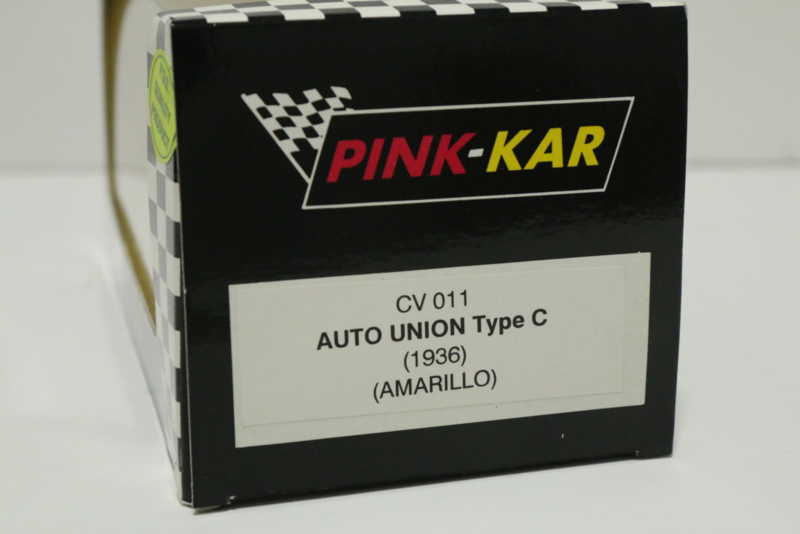 PINK-KAR
CV 011
AUTO UNION Type C
(1936)
(AMARILLO)